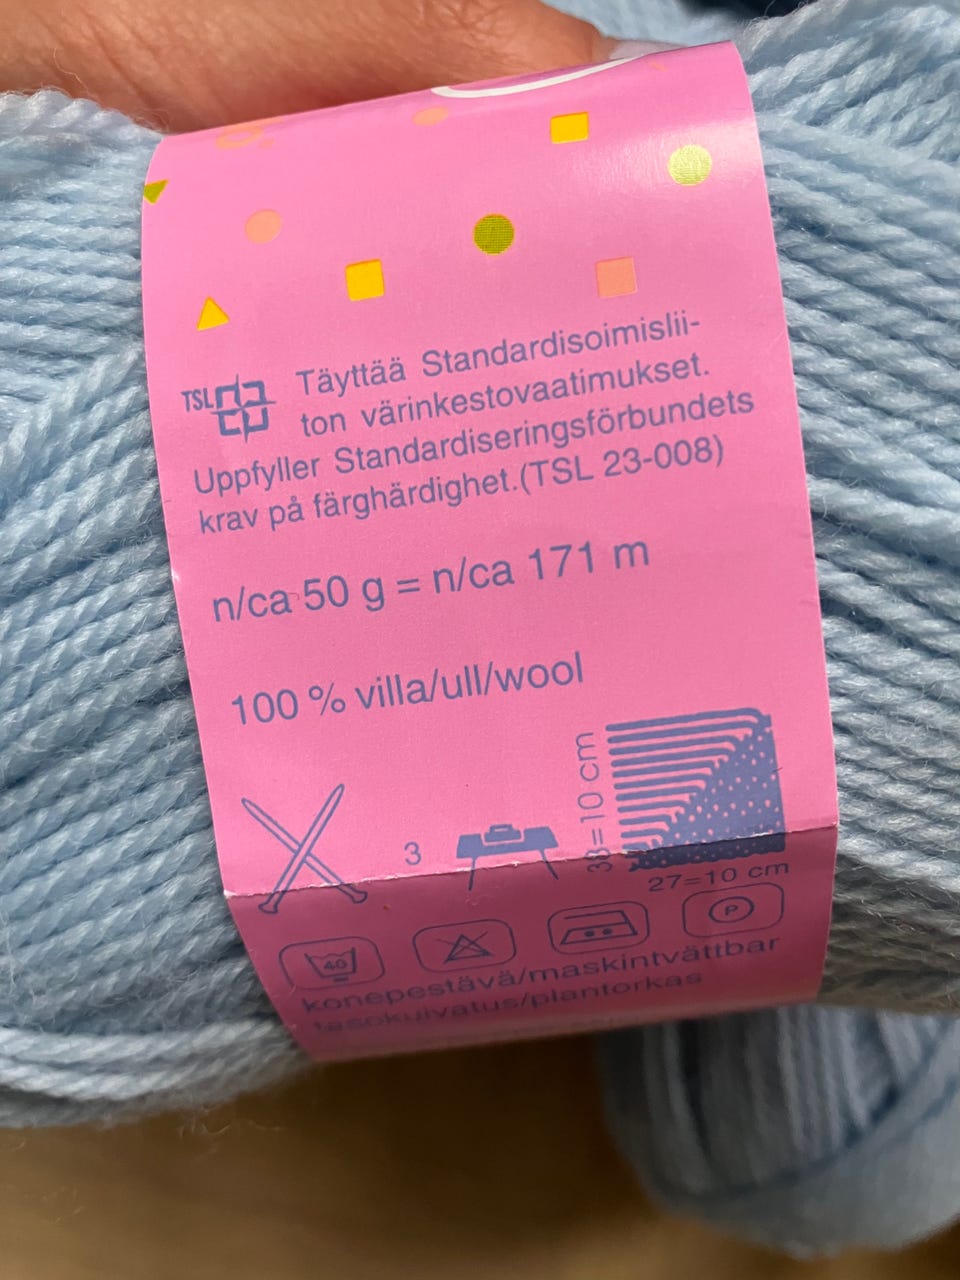 TSL
Täyttää Standardisoimislii-
ton värinkestovaatimukset.
Uppfyller Standardiseringsförbundets
krav på färghärdighet.(TSL 23-008)
n/ca 50 g = n/ca 171 m
100 % villa/ull/wool
3
38=10 cm
27=10 cm
40
P
konepestävä/maskintvättbar
tasokuivatus/plantorkas